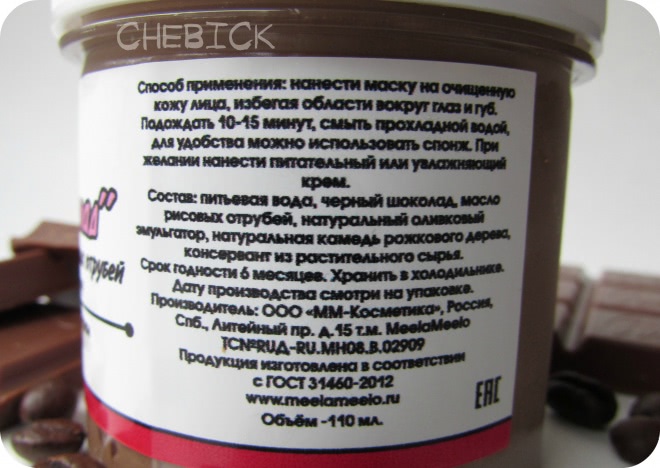 CHEBICK
Способ применения: нанести маску на очищенную
кожу лица, избегая области вокруг глаз и губ.
Подождать 10-15 минут, смыть прохладной водой,
для удобства можно использовать спонж. При
желании нанести питательный или увлажняющий
крем.
Состав: питьевая вода, черный шоколад, масло
рисовых отрубей, натуральный оливковый
эмульгатор, натуральная камедь рожкового дерева,
консервант из растительного сырья.
Срок годности 6 месяцев. Хранить в холодильнике.
Дату производства смотри на упаковке.
Производитель: ООО «ММ-Косметика», Россия,
Спб., Литейный пр. д.15 т.м. MeelaMeelo
TC№RUД-RU.MH08.B.02909
Продукция изготовлена в соответствии
с ГОСТ 31460-2012
www.meelameelo.ru
Объём -110 мл.
отрубей
EAC